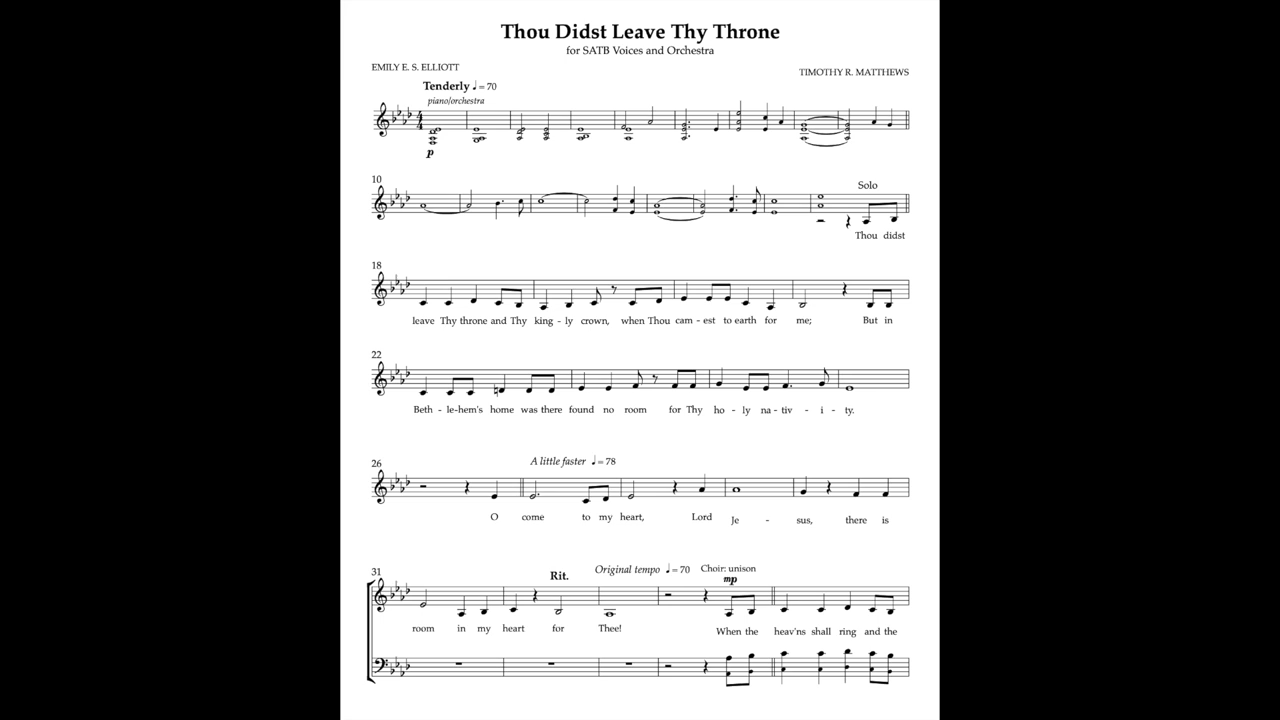 Thou Didst Leave Thy Throne
for SATB Voices and Orchestra
EMILY E. S. ELLIOTT
TIMOTHY R. MATTHEWS
Tenderly ♩ = 70
piano/orchestra
4 4
p
10
Solo
Thou didst
18
leave Thy throne and Thy king - ly crown, when Thou cam - est to earth for me; But in
22
Beth - le - hem's home was there found no room for Thy ho - ly na - tiv - i - ty.
26
A little faster ♩ = 78
O come to my heart, Lord Je - sus, there is
31
Rit.
Original tempo ♩ = 70
Choir: unison
mp
room in my heart for Thee! When the heav'ns shall ring and the